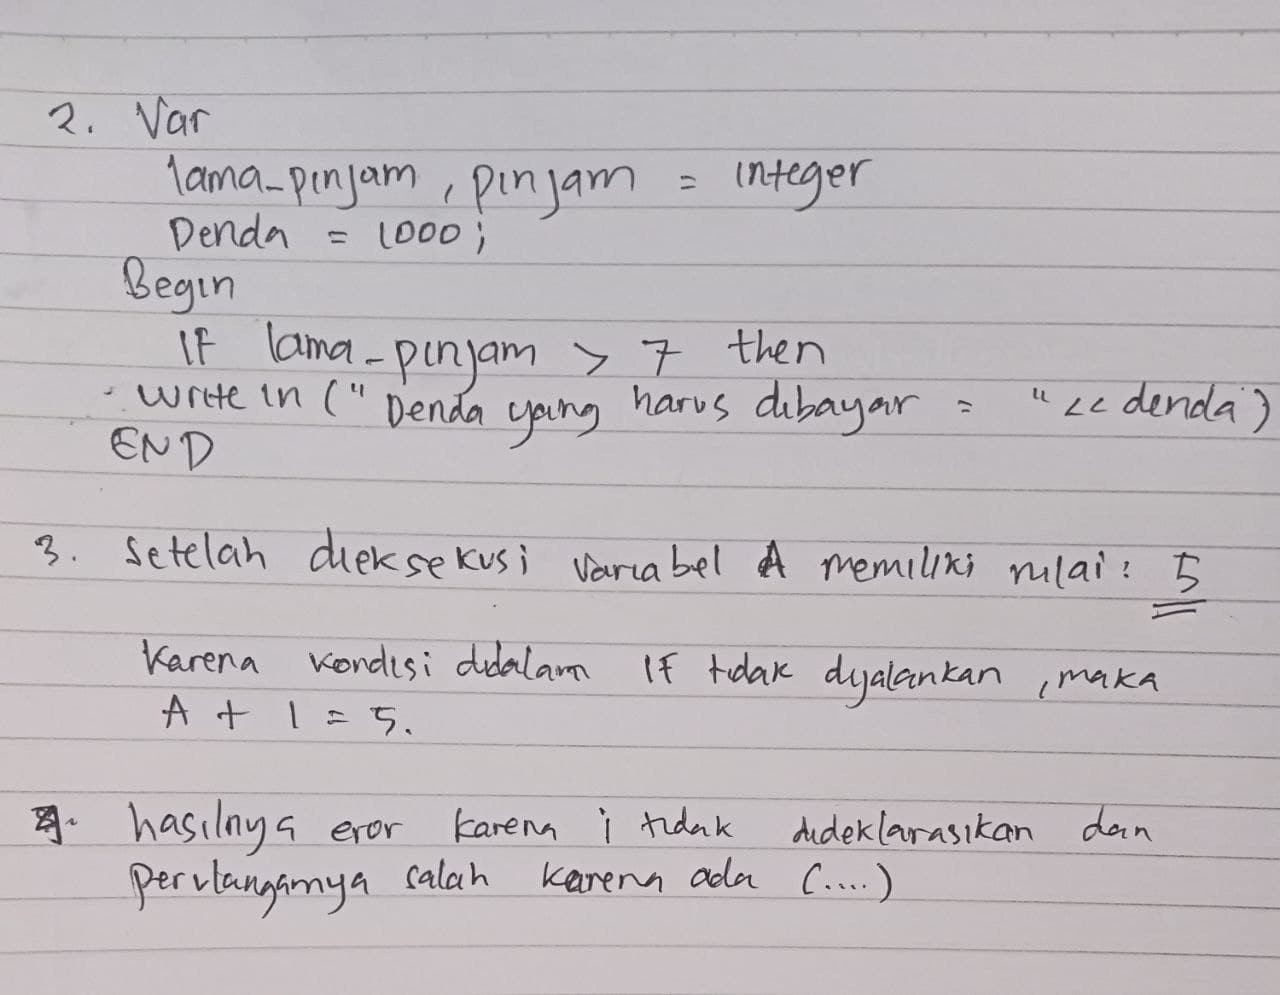 2. Var
lama_pinjam, pinjam = integer
Denda = 1000;
Begin
IF lama_pinjam > 7 then
write in (" Denda yang harus dibayar = " << denda)
END
3. Setelah dieksekusi variabel A memiliki nilai : 5
Karena kondisi didalam IF tidak dijalankan, maka
A + 1 = 5.
hasilnya eror karena i tidak dideklarasikan dan
perulangannya salah karena ada (....)